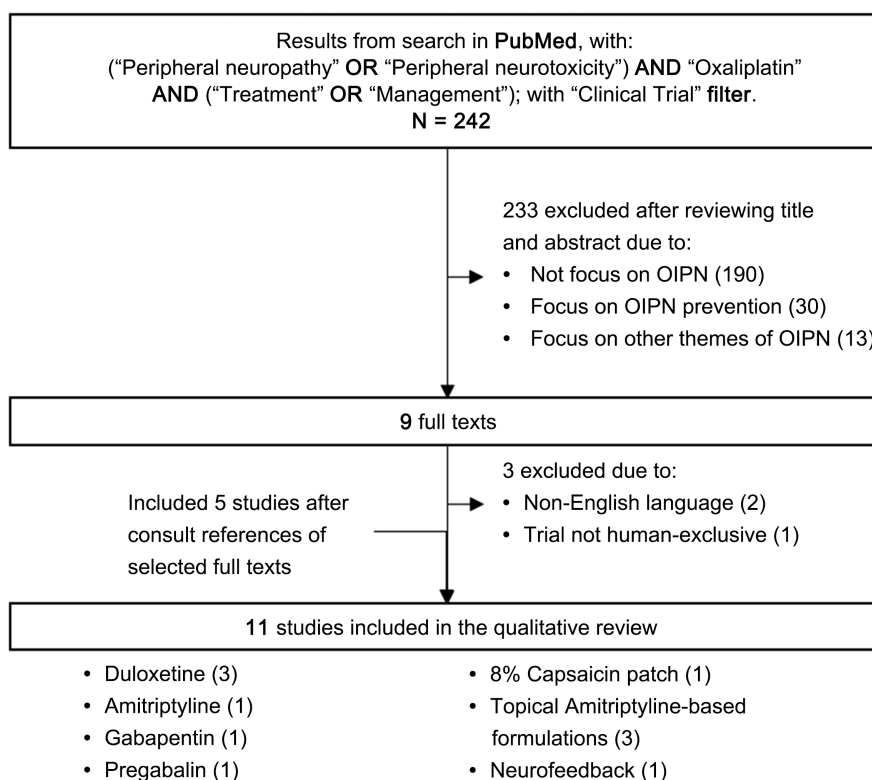 Results from search in PubMed, with:
(“Peripheral neuropathy” OR “Peripheral neurotoxicity”) AND “Oxaliplatin”
AND (“Treatment” OR “Management”); with “Clinical Trial” filter.
N = 242
233 excluded after reviewing title
and abstract due to:
• Not focus on OIPN (190)
• Focus on OIPN prevention (30)
• Focus on other themes of OIPN (13)
9 full texts
3 excluded due to:
• Non-English language (2)
• Trial not human-exclusive (1)
Included 5 studies after
consult references of
selected full texts
11 studies included in the qualitative review
• Duloxetine (3)
• Amitriptyline (1)
• Gabapentin (1)
• Pregabalin (1)
• 8% Capsaicin patch (1)
• Topical Amitriptyline-based
formulations (3)
• Neurofeedback (1)